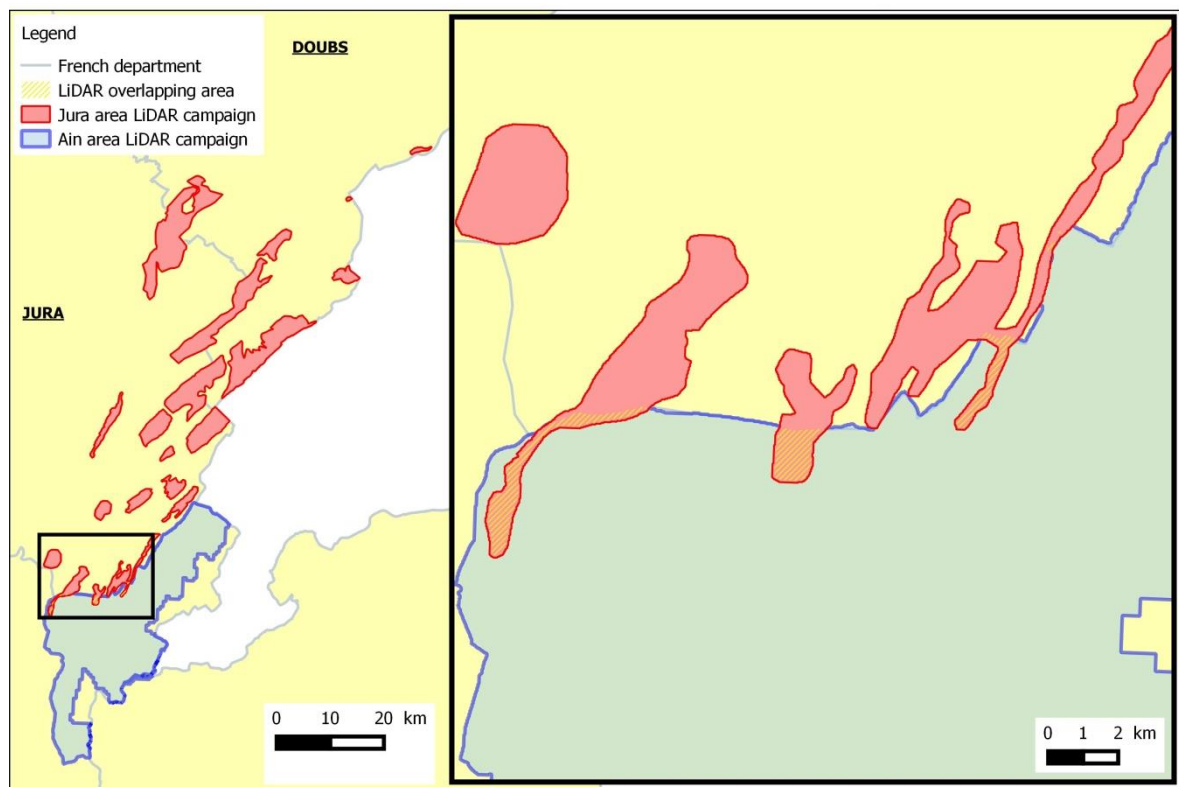 Legend
French department
LiDAR overlapping area
Jura area LiDAR campaign
Ain area LiDAR campaign
DOUBS
JURA
0 10 20 km
0 1 2 km